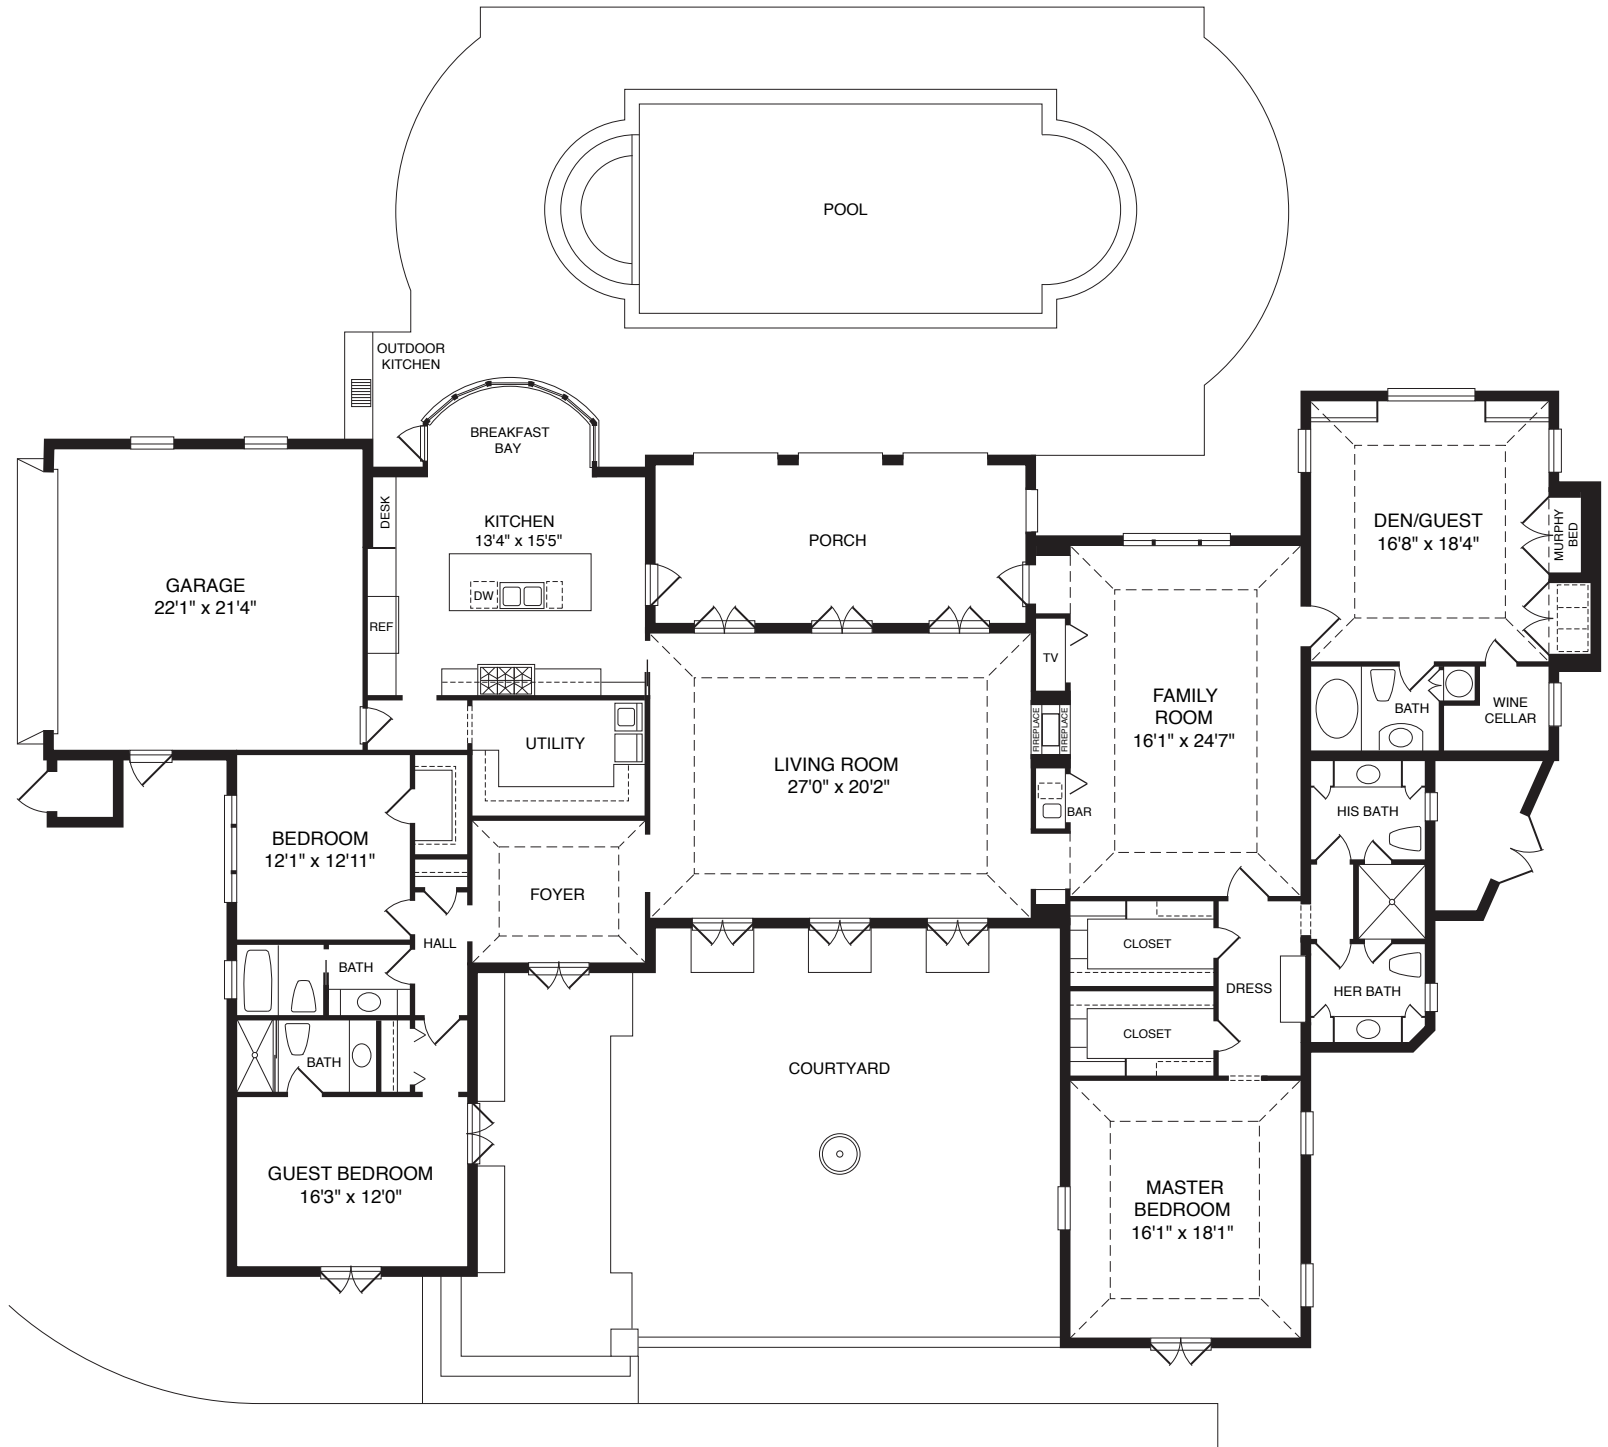 POOL
OUTDOOR
KITCHEN
BREAKFAST
BAY
DESK
KITCHEN
13'4" x 15'5"
DW
REF
PORCH
DEN/GUEST
16'8" x 18'4"
MURPHY
BED
GARAGE
22'1" x 21'4"
TV
FAMILY
ROOM
16'1" x 24'7"
BATH
WINE
CELLAR
FIREPLACE
FIREPLACE
UTILITY
LIVING ROOM
27'0" x 20'2"
BAR
HIS BATH
BEDROOM
12'1" x 12'11"
FOYER
HALL
BATH
CLOSET
DRESS
HER BATH
CLOSET
BATH
COURTYARD
GUEST BEDROOM
16'3" x 12'0"
MASTER
BEDROOM
16'1" x 18'1"